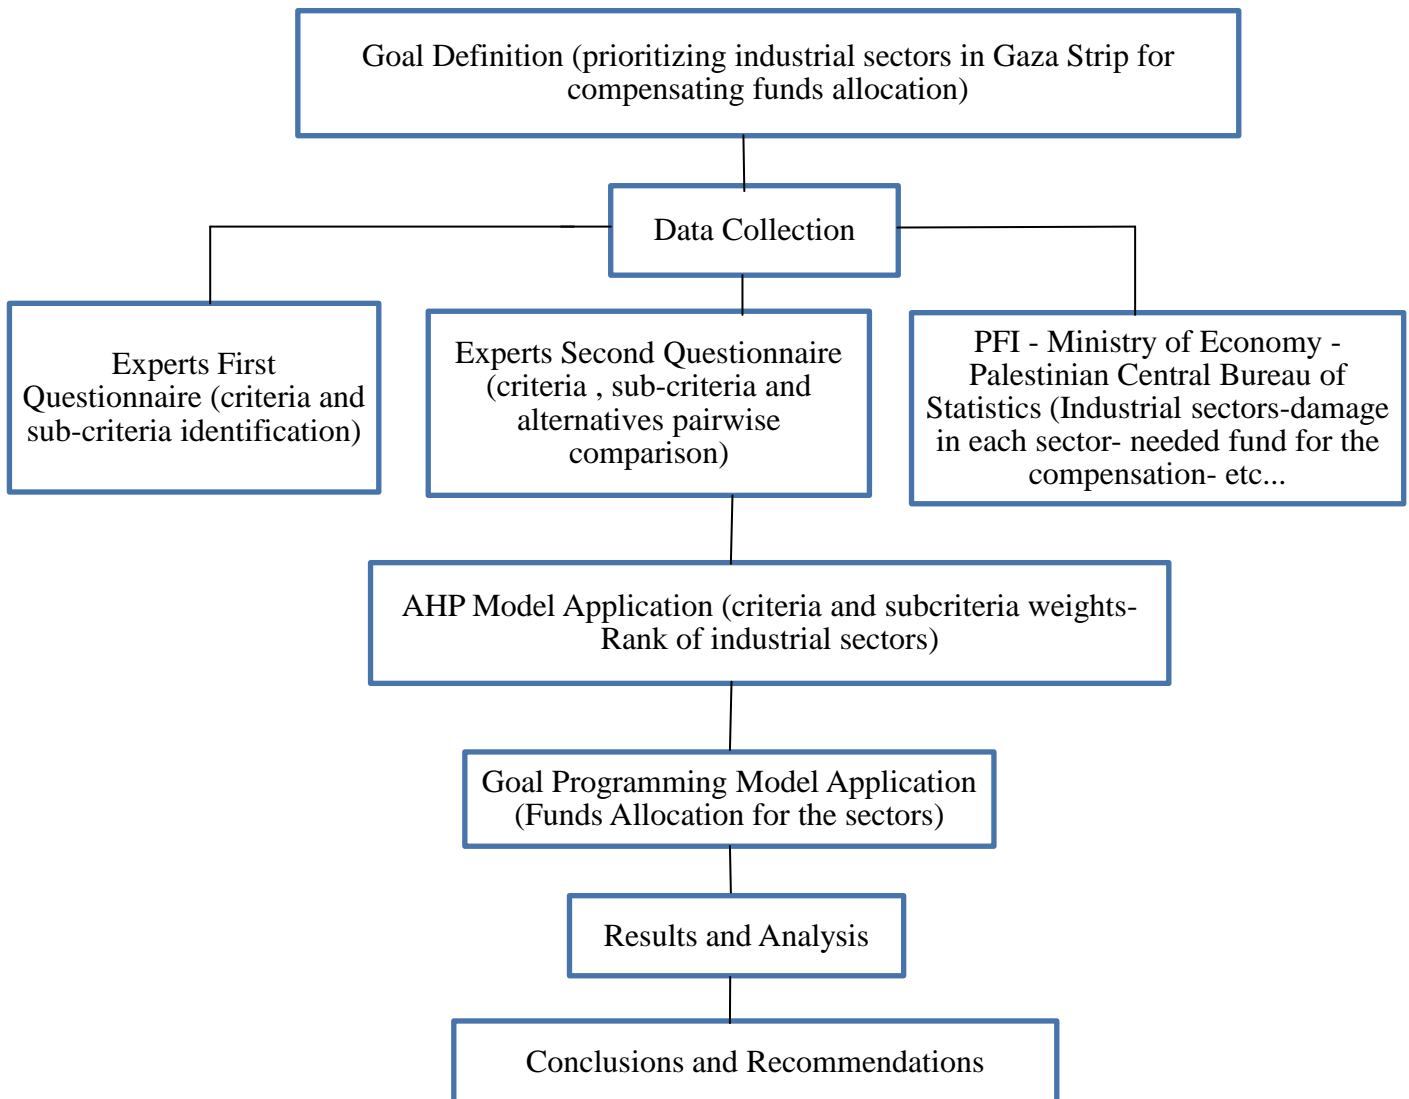 Goal Definition (prioritizing industrial sectors in Gaza Strip for
compensating funds allocation)
Data Collection
Experts First
Questionnaire (criteria and
sub-criteria identification)
Experts Second Questionnaire
(criteria , sub-criteria and
alternatives pairwise
comparison)
PFI - Ministry of Economy -
Palestinian Central Bureau of
Statistics (Industrial sectors-damage
in each sector- needed fund for the
compensation- etc...
AHP Model Application (criteria and subcriteria weights-
Rank of industrial sectors)
Goal Programming Model Application
(Funds Allocation for the sectors)
Results and Analysis
Conclusions and Recommendations